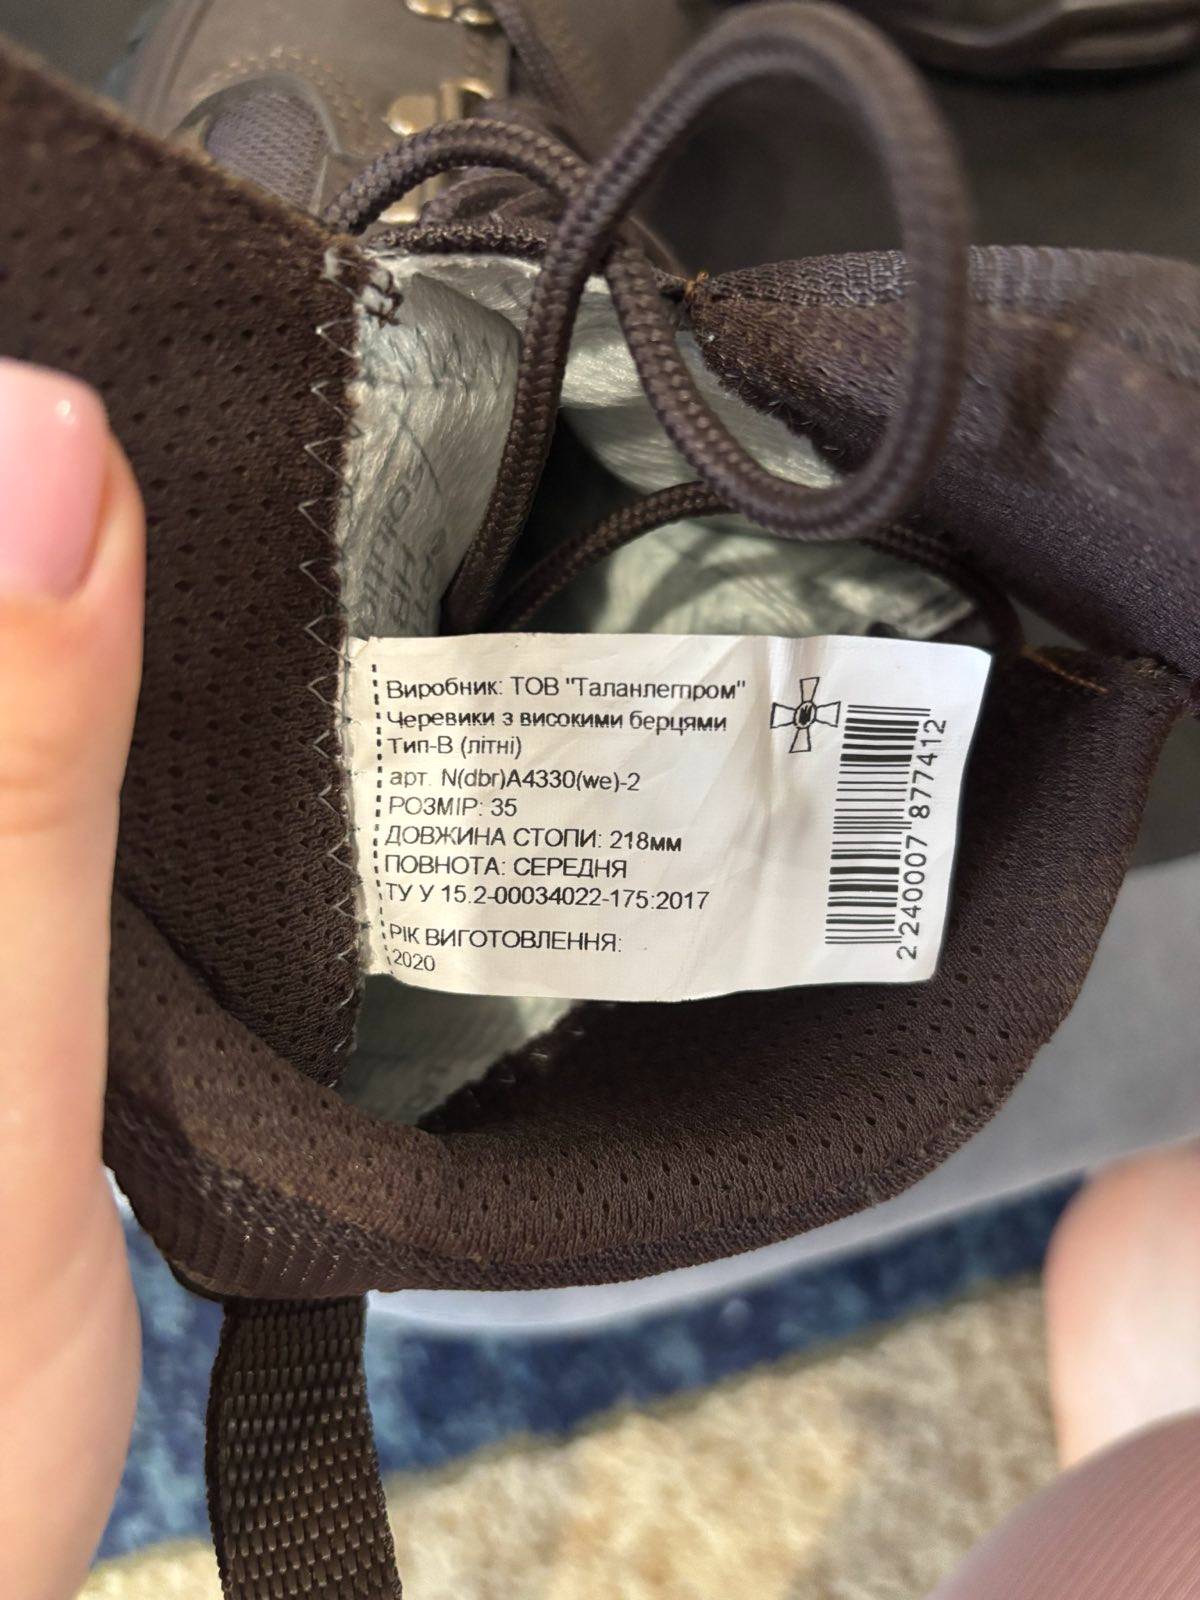 Виробник: ТОВ "Таланлегпром"
Черевики з високими берцями
Тип-В (літні)
арт. N(dbr)A4330(we)-2
РОЗМІР: 35
ДОВЖИНА СТОПИ: 218мм
ПОВНОТА: СЕРЕДНЯ
ТУ У 15.2-00034022-175:2017
РІК ВИГОТОВЛЕННЯ:
2020
2 240007 877412